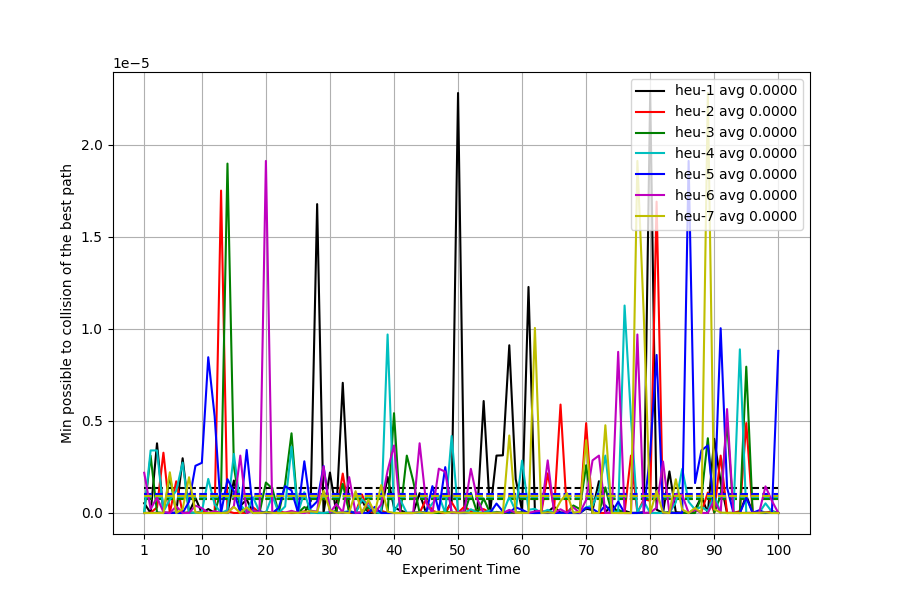 1e−5
Min possible to collision of the best path
2.0
1.5
1.0
0.5
0.0
heu-1 avg 0.0000
heu-2 avg 0.0000
heu-3 avg 0.0000
heu-4 avg 0.0000
heu-5 avg 0.0000
heu-6 avg 0.0000
heu-7 avg 0.0000
1 10 20 30 40 50 60 70 80 90 100
Experiment Time